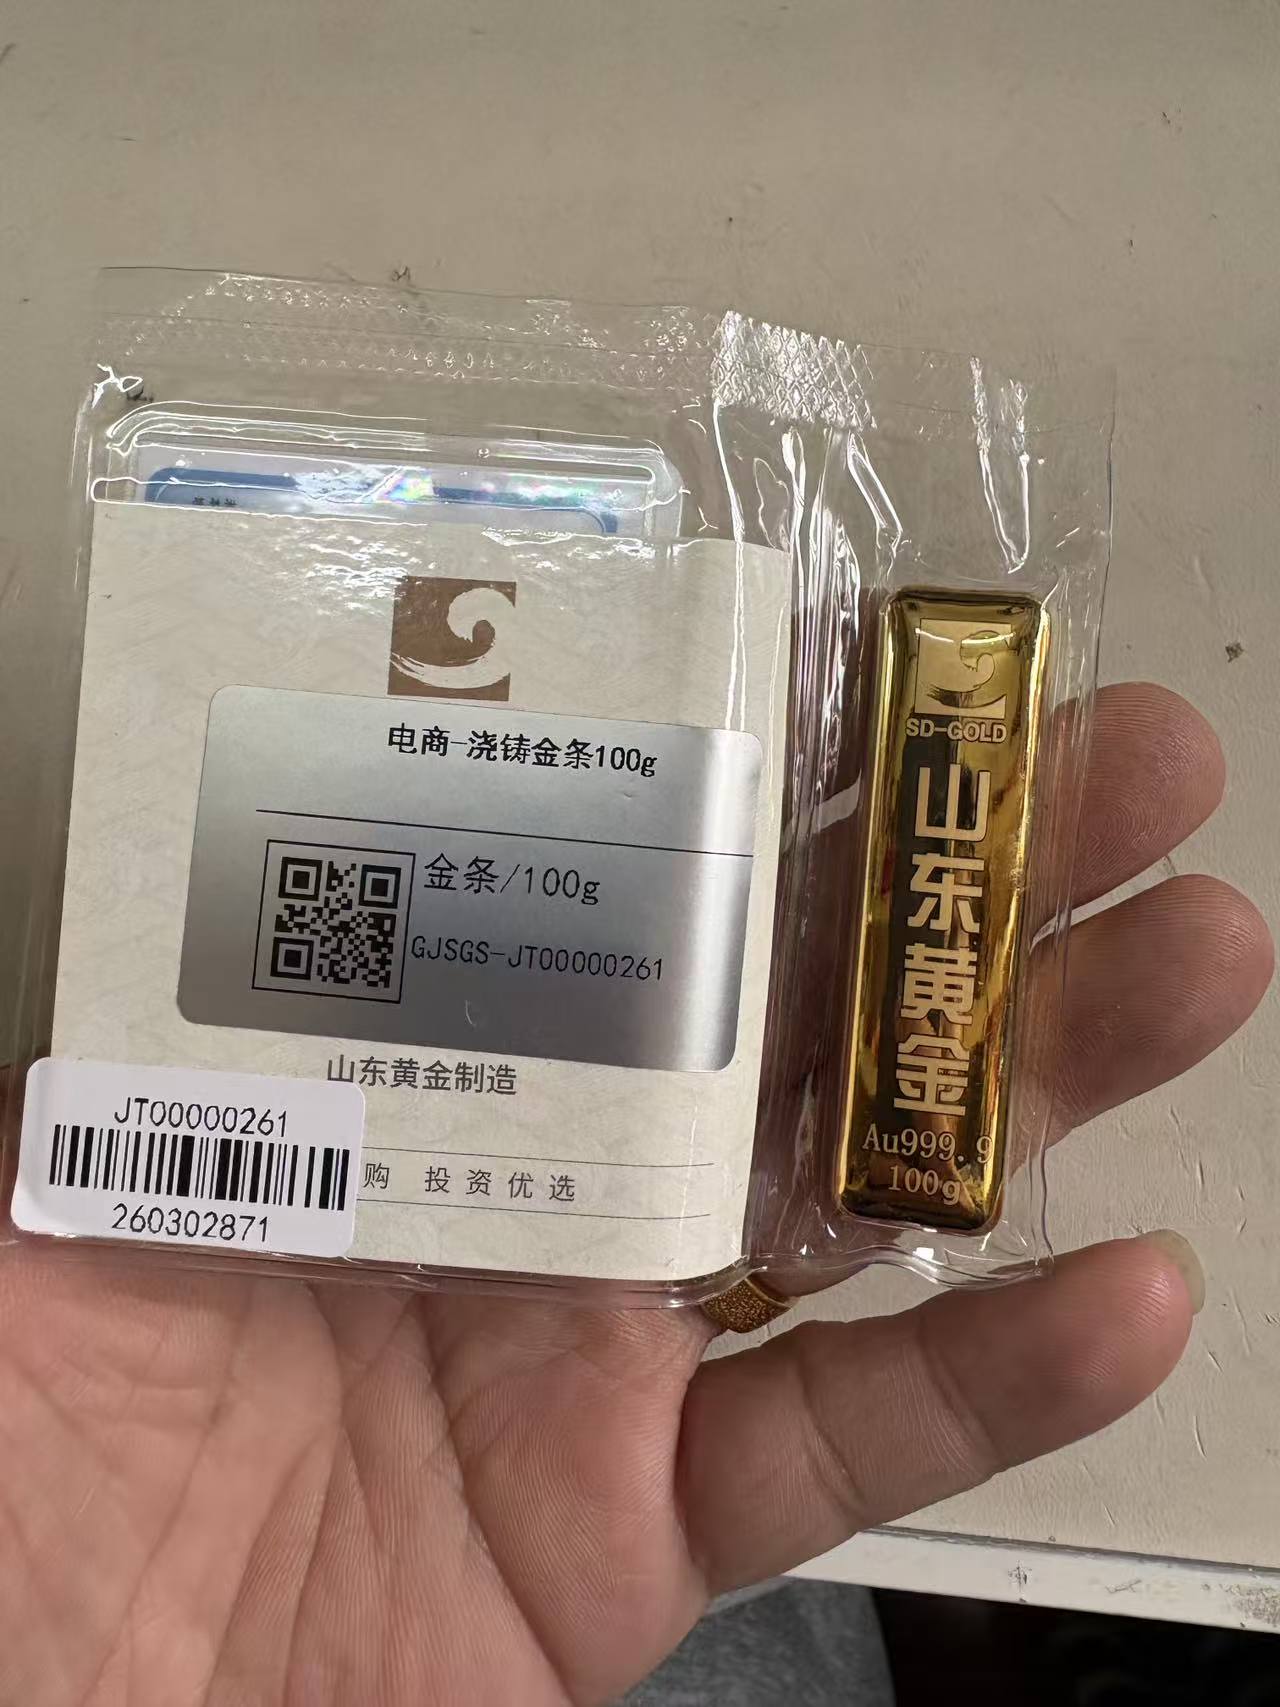 电商-浇铸金条100g
金条/100g
GJSGS-JT00000261
山东黄金制造
购 投资优选
JT00000261
260302871
SD-GOLD
山东黄金
Au999.9
100g